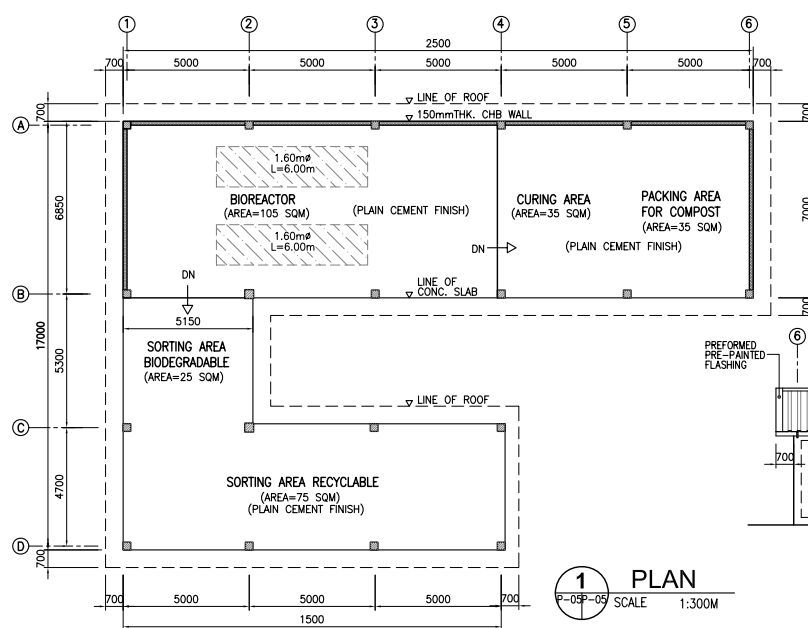 1 2 3 4 5 6
2500
700 5000 5000 5000 5000 5000 700
LINE OF ROOF
150mmTHK. CHB WALL
700
700
A
1.60mø
L=6.00m
BIOREACTOR
(AREA=105 SQM)
(PLAIN CEMENT FINISH)
CURING AREA
(AREA=35 SQM)
PACKING AREA
FOR COMPOST
(AREA=35 SQM)
(PLAIN CEMENT FINISH)
6850
7000
1.60mø
L=6.00m
DN
DN
LINE OF
CONC. SLAB
B
700
5150
17000
5300
SORTING AREA
BIODEGRADABLE
(AREA=25 SQM)
6
PREFORMED
PRE-PAINTED
FLASHING
LINE OF ROOF
C
700
4700
SORTING AREA RECYCLABLE
(AREA=75 SQM)
(PLAIN CEMENT FINISH)
D
700
1
P-05 P-05
PLAN
SCALE 1:300M
700 5000 5000 5000 700
1500